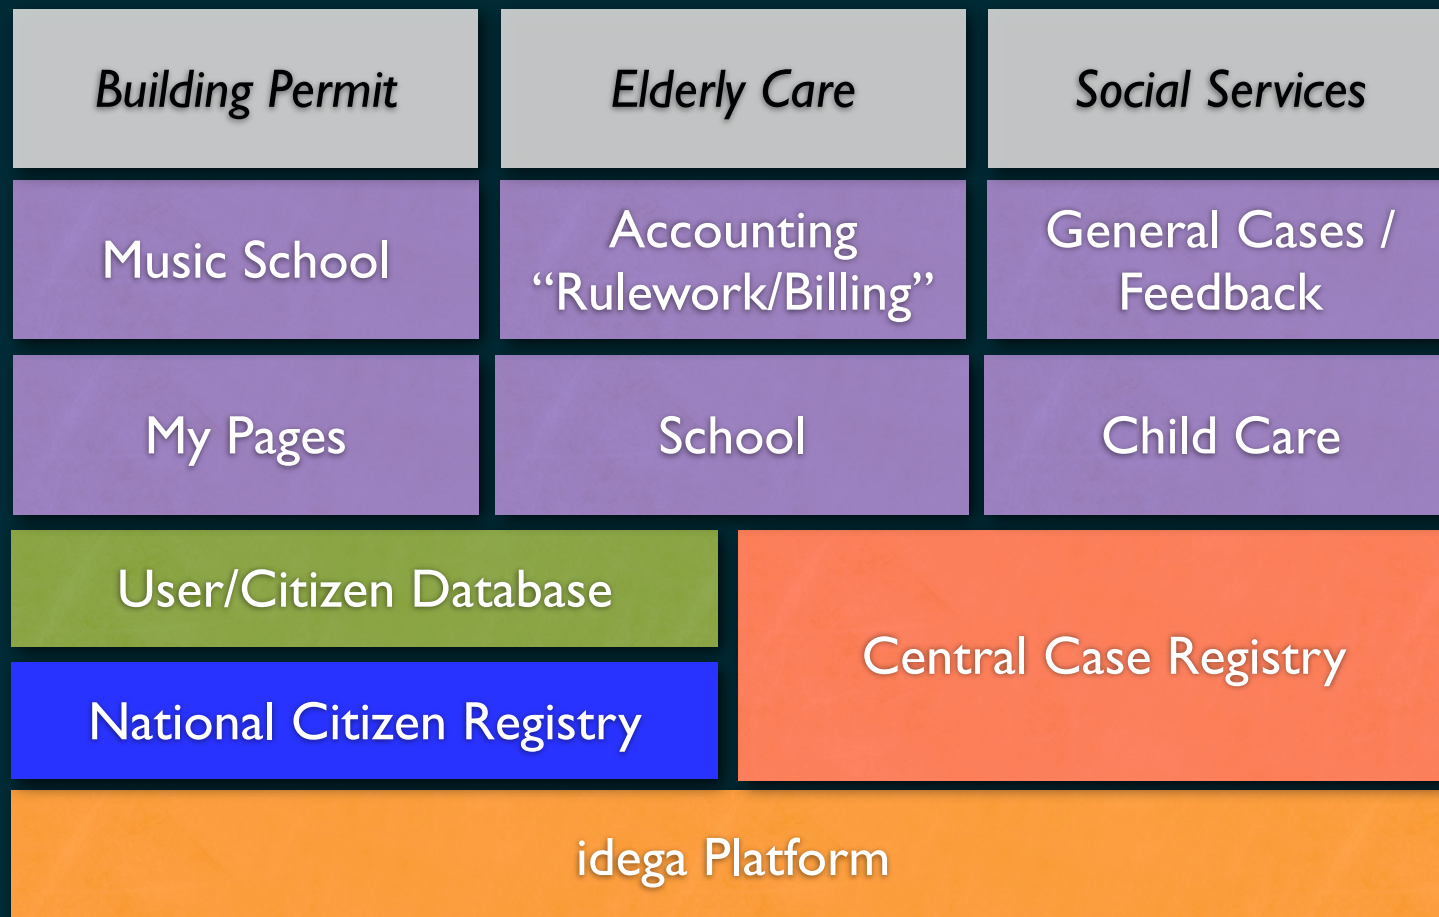 Building Permit
Elderly Care
Social Services
Music School
Accounting
“Rulework/Billing”
General Cases /
Feedback
My Pages
School
Child Care
User/Citizen Database
National Citizen Registry
Central Case Registry
idega Platform